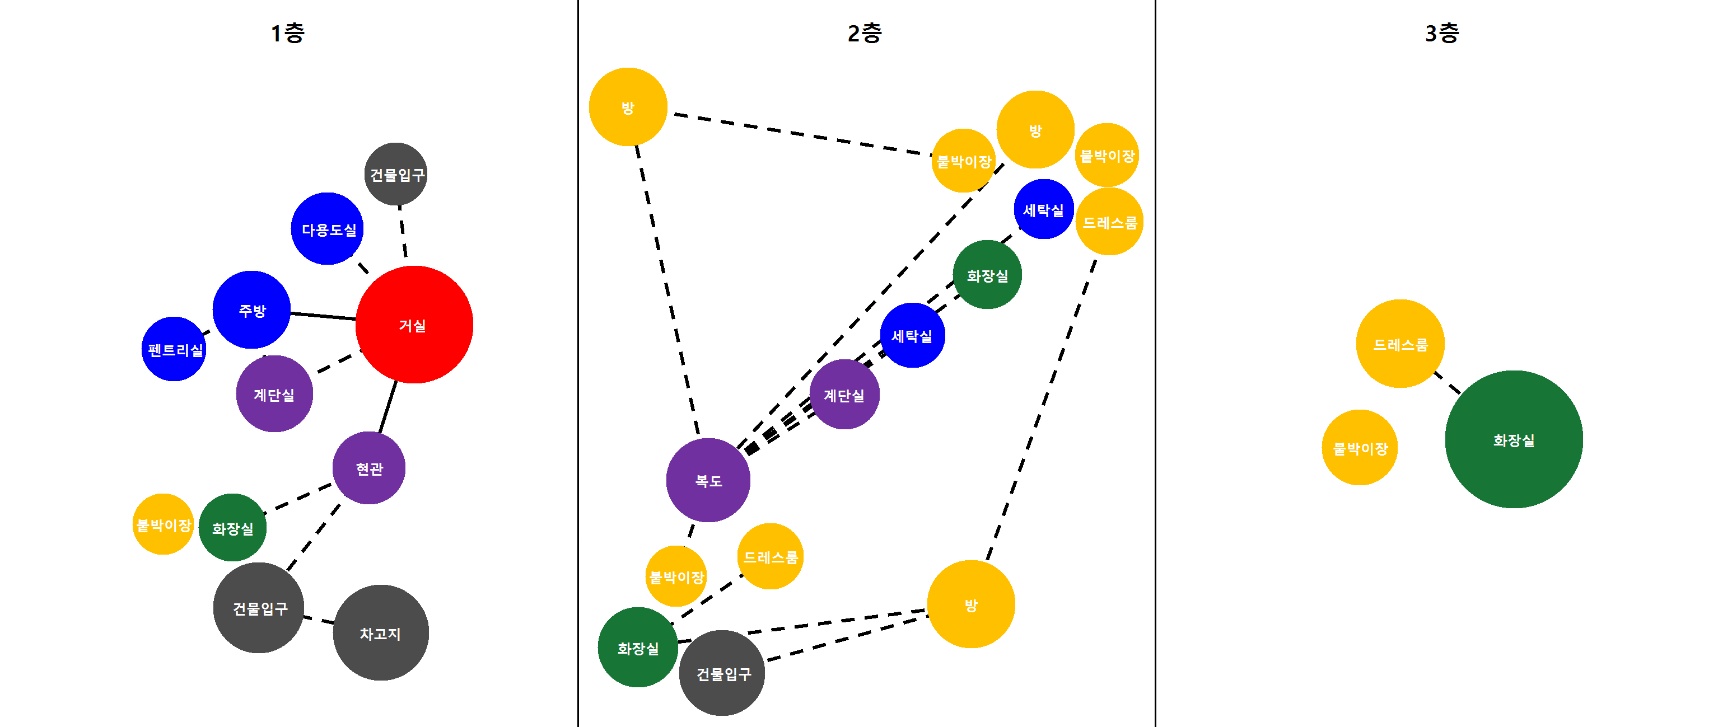 1층
건물입구
다용도실
주방
거실
펜트리실
계단실
현관
붙박이장
화장실
건물입구
차고지
2층
방
방
붙박이장
붙박이장
세탁실
드레스룸
화장실
세탁실
계단실
복도
드레스룸
붙박이장
방
화장실
건물입구
3층
드레스룸
화장실
붙박이장